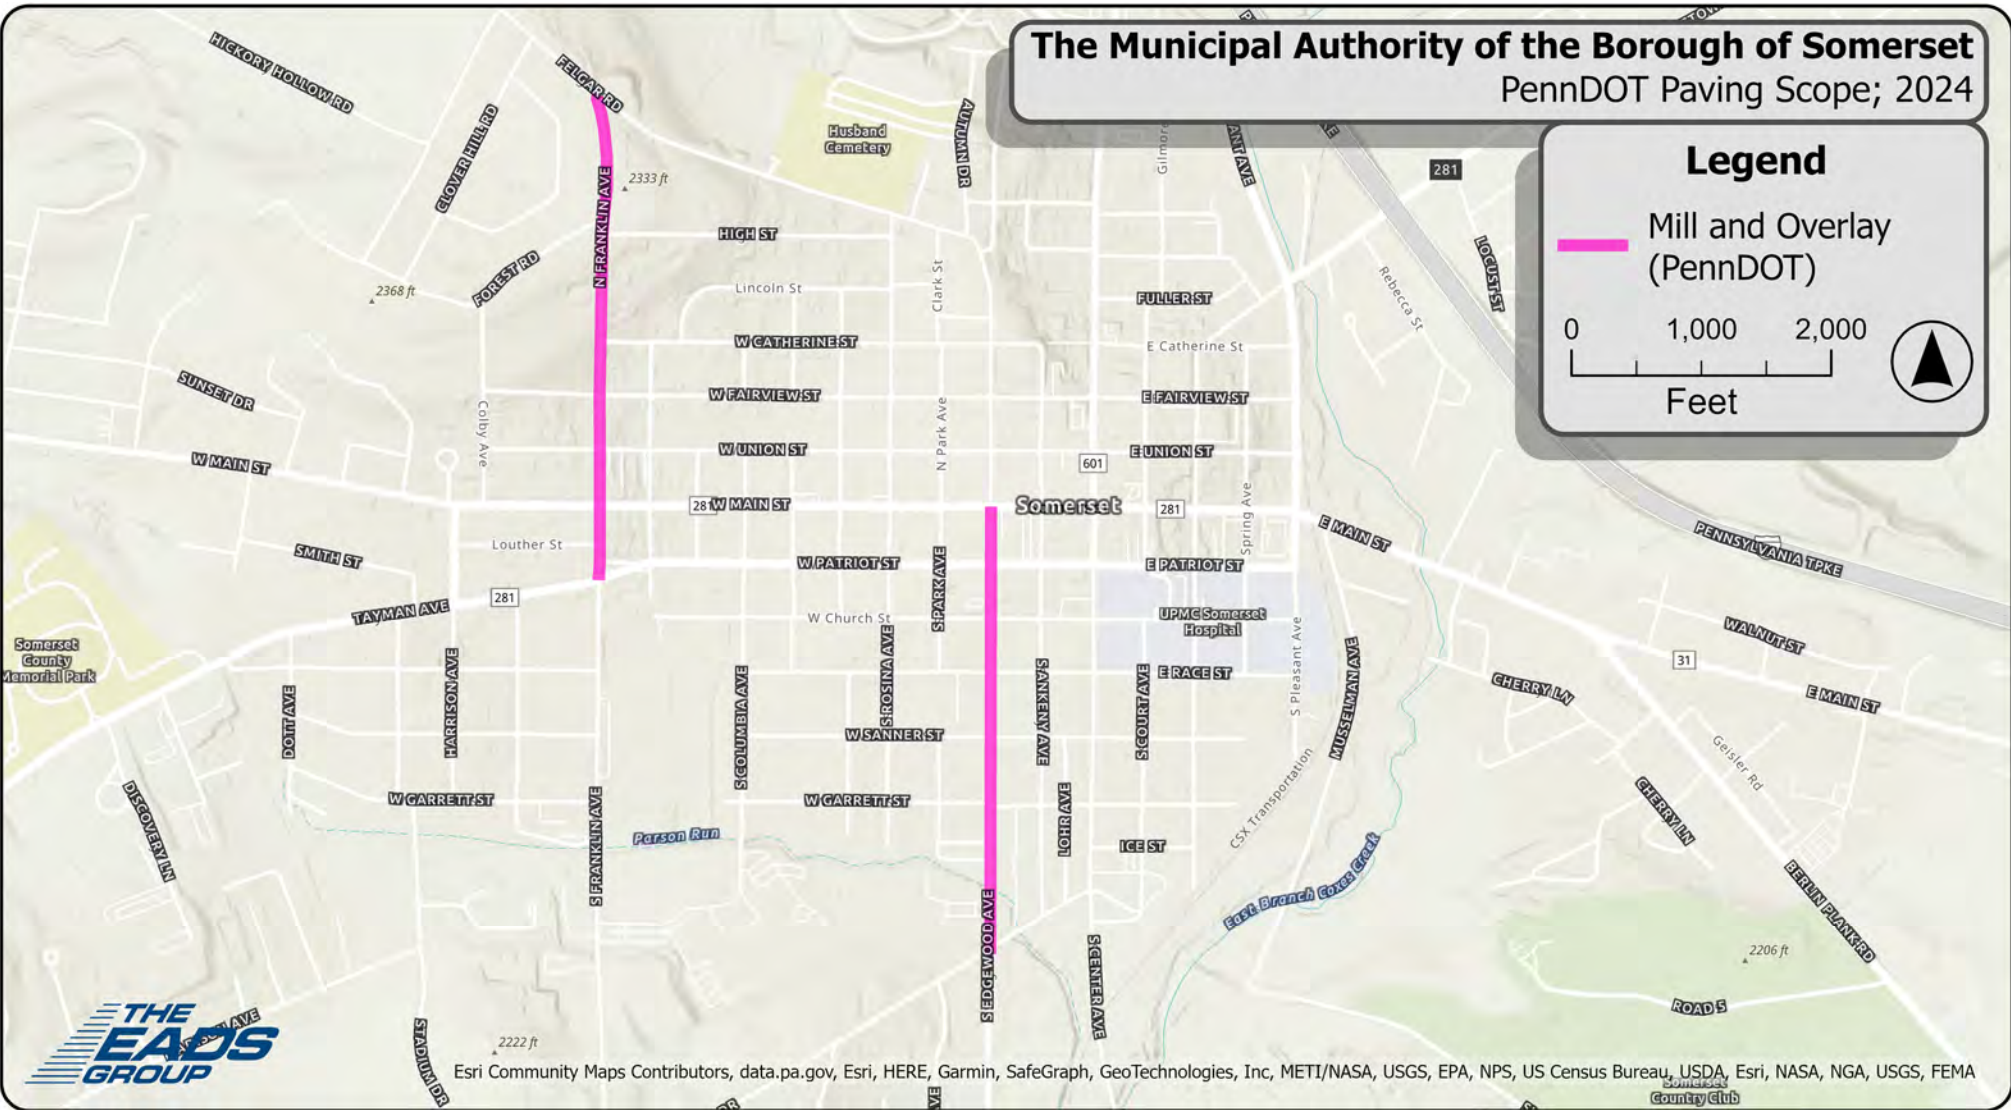 The Municipal Authority of the Borough of Somerset
PennDOT Paving Scope; 2024
Legend
Mill and Overlay
(PennDOT)
0 1,000 2,000
Feet
HICKORY HOLLOW RD
FELGAR RD
CLOVER HILL RD
N FRANKLIN AVE
2333 ft
Husband
Cemetery
AUTUMN DR
Gilmor
ANT AVE
KE
281
LOCUST ST
Rebecca St
HIGH ST
FOREST RD
2368 ft
Lincoln St
Clark St
FULLER ST
W CATHERINE ST
E Catherine St
SUNSET DR
W FAIRVIEW ST
E FAIRVIEW ST
Colby Ave
N Park Ave
W MAIN ST
W UNION ST
601
E UNION ST
281
W MAIN ST
Somerset
281
Spring Ave
E MAIN ST
PENNSYLVANIA TPKE
SMITH ST
Louther St
W PATRIOT ST
S PARK AVE
E PATRIOT ST
281
TAYMAN AVE
W Church St
UPMC Somerset
Hospital
S Pleasant Ave
MUSSELMAN AVE
WALNUT ST
31
Somerset
County
Memorial Park
HARRISON AVE
DOTT AVE
S COLUMBIA AVE
S ROSINA AVE
S ANKENY AVE
S COURT AVE
E RACE ST
CHERRY LN
E MAIN ST
W SANNER ST
Geisler Rd
CSX Transportation
DISCOVERY LN
W GARRETT ST
S FRANKLIN AVE
Parson Run
W GARRETT ST
LOHR AVE
ICE ST
East Branch Coxes Creek
CHERRY LN
BERLIN PLANK RD
S EDGEWOOD AVE
S CENTER AVE
2206 ft
ROAD 5
THE
EADS
GROUP
AVE
STADIUM DR
2222 ft
Esri Community Maps Contributors, data.pa.gov, Esri, HERE, Garmin, SafeGraph, GeoTechnologies, Inc, METI/NASA, USGS, EPA, NPS, US Census Bureau, USDA, Esri, NASA, NGA, USGS, FEMA
Somerset
Country Club